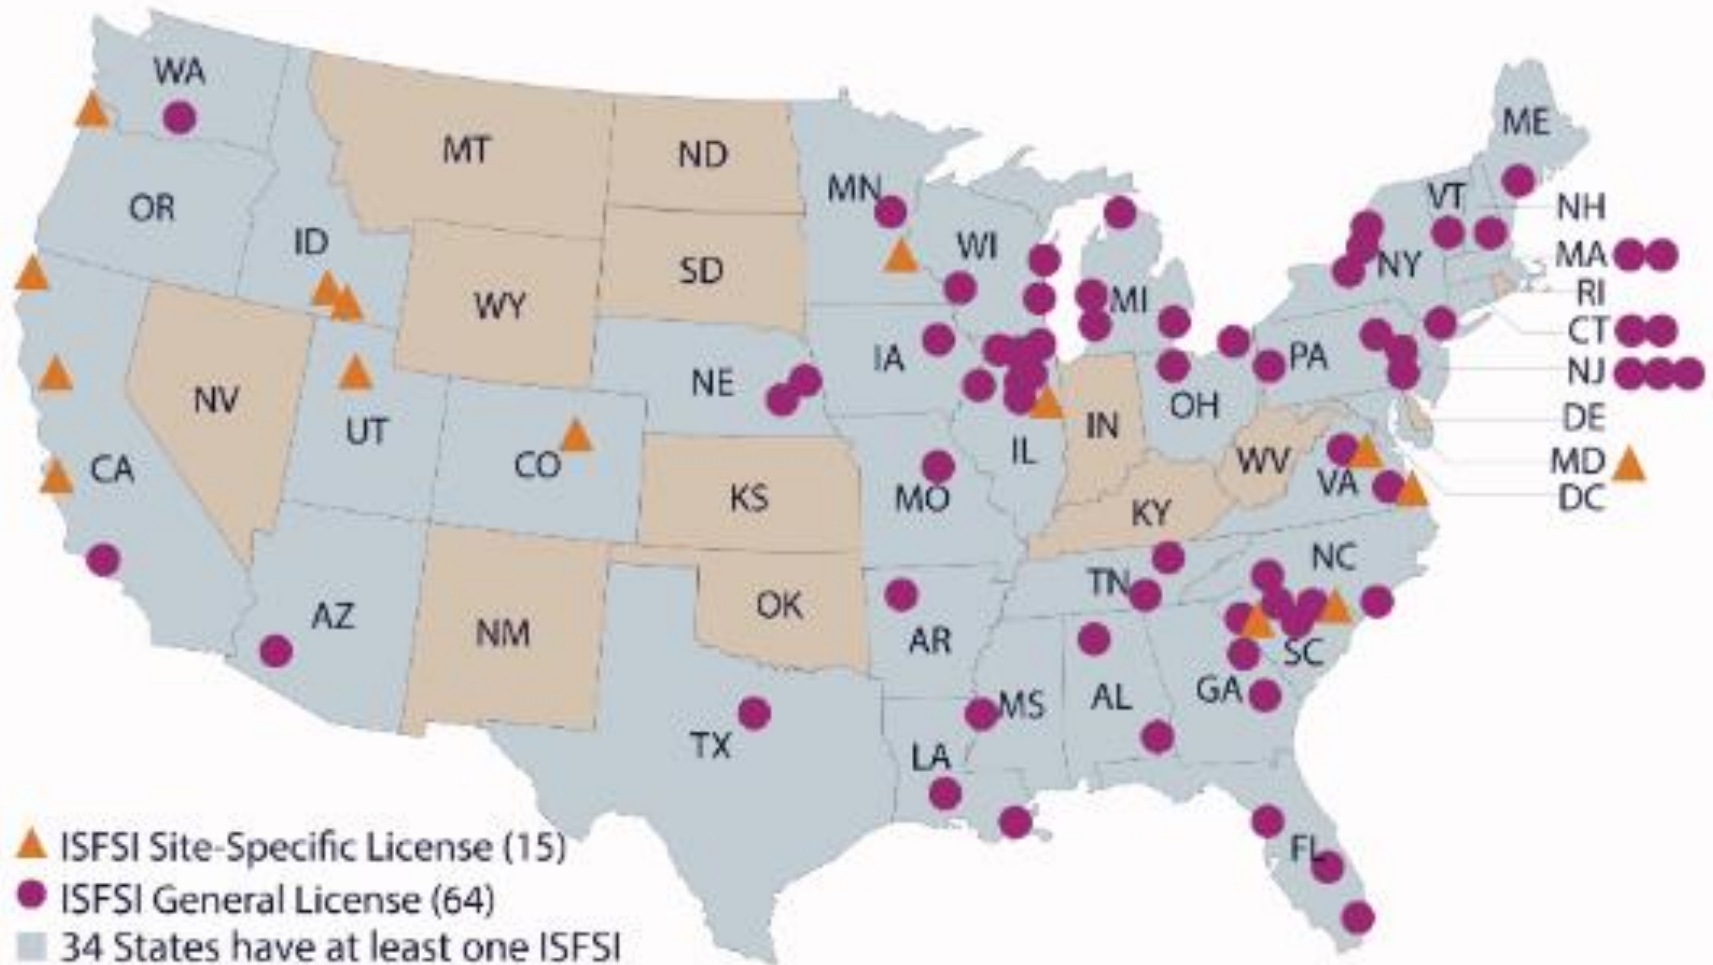 WA
ME
MT
ND
MN
VT
NH
OR
ID
WI
MA
NY
SD
MI
RI
WY
CT
IA
PA
NE
NJ
NV
OH
DE
UT
IN
CO
IL
WV
MD
CA
VA
DC
KS
MO
KY
NC
TN
OK
AZ
NM
AR
SC
GA
AL
MS
TX
LA
FL
ISFSI Site-Specific License (15)
ISFSI General License (64)
34 States have at least one ISFSI